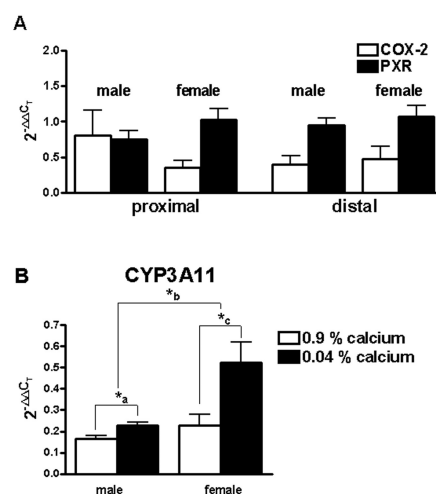 A
COX-2
PXR
male
female
male
female
2^-ΔΔC_T
2.0
1.5
1.0
0.5
0.0
proximal
distal
B
CYP3A11
*b
*c
*a
0.9 % calcium
0.04 % calcium
2^-ΔΔC_T
0.7
0.6
0.5
0.4
0.3
0.2
0.1
0.0
male
female